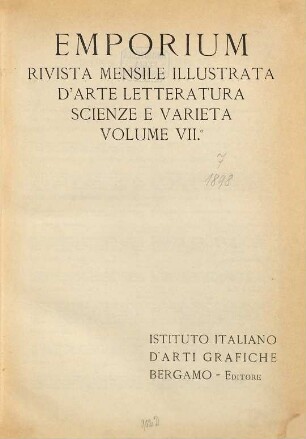 EMPORIUM
RIVISTA MENSILE ILLUSTRATA
D'ARTE LETTERATURA
SCIENZE E VARIETA
VOLUME VII.º
7
1898
ISTITUTO ITALIANO
D'ARTI GRAFICHE
BERGAMO - EDITORE